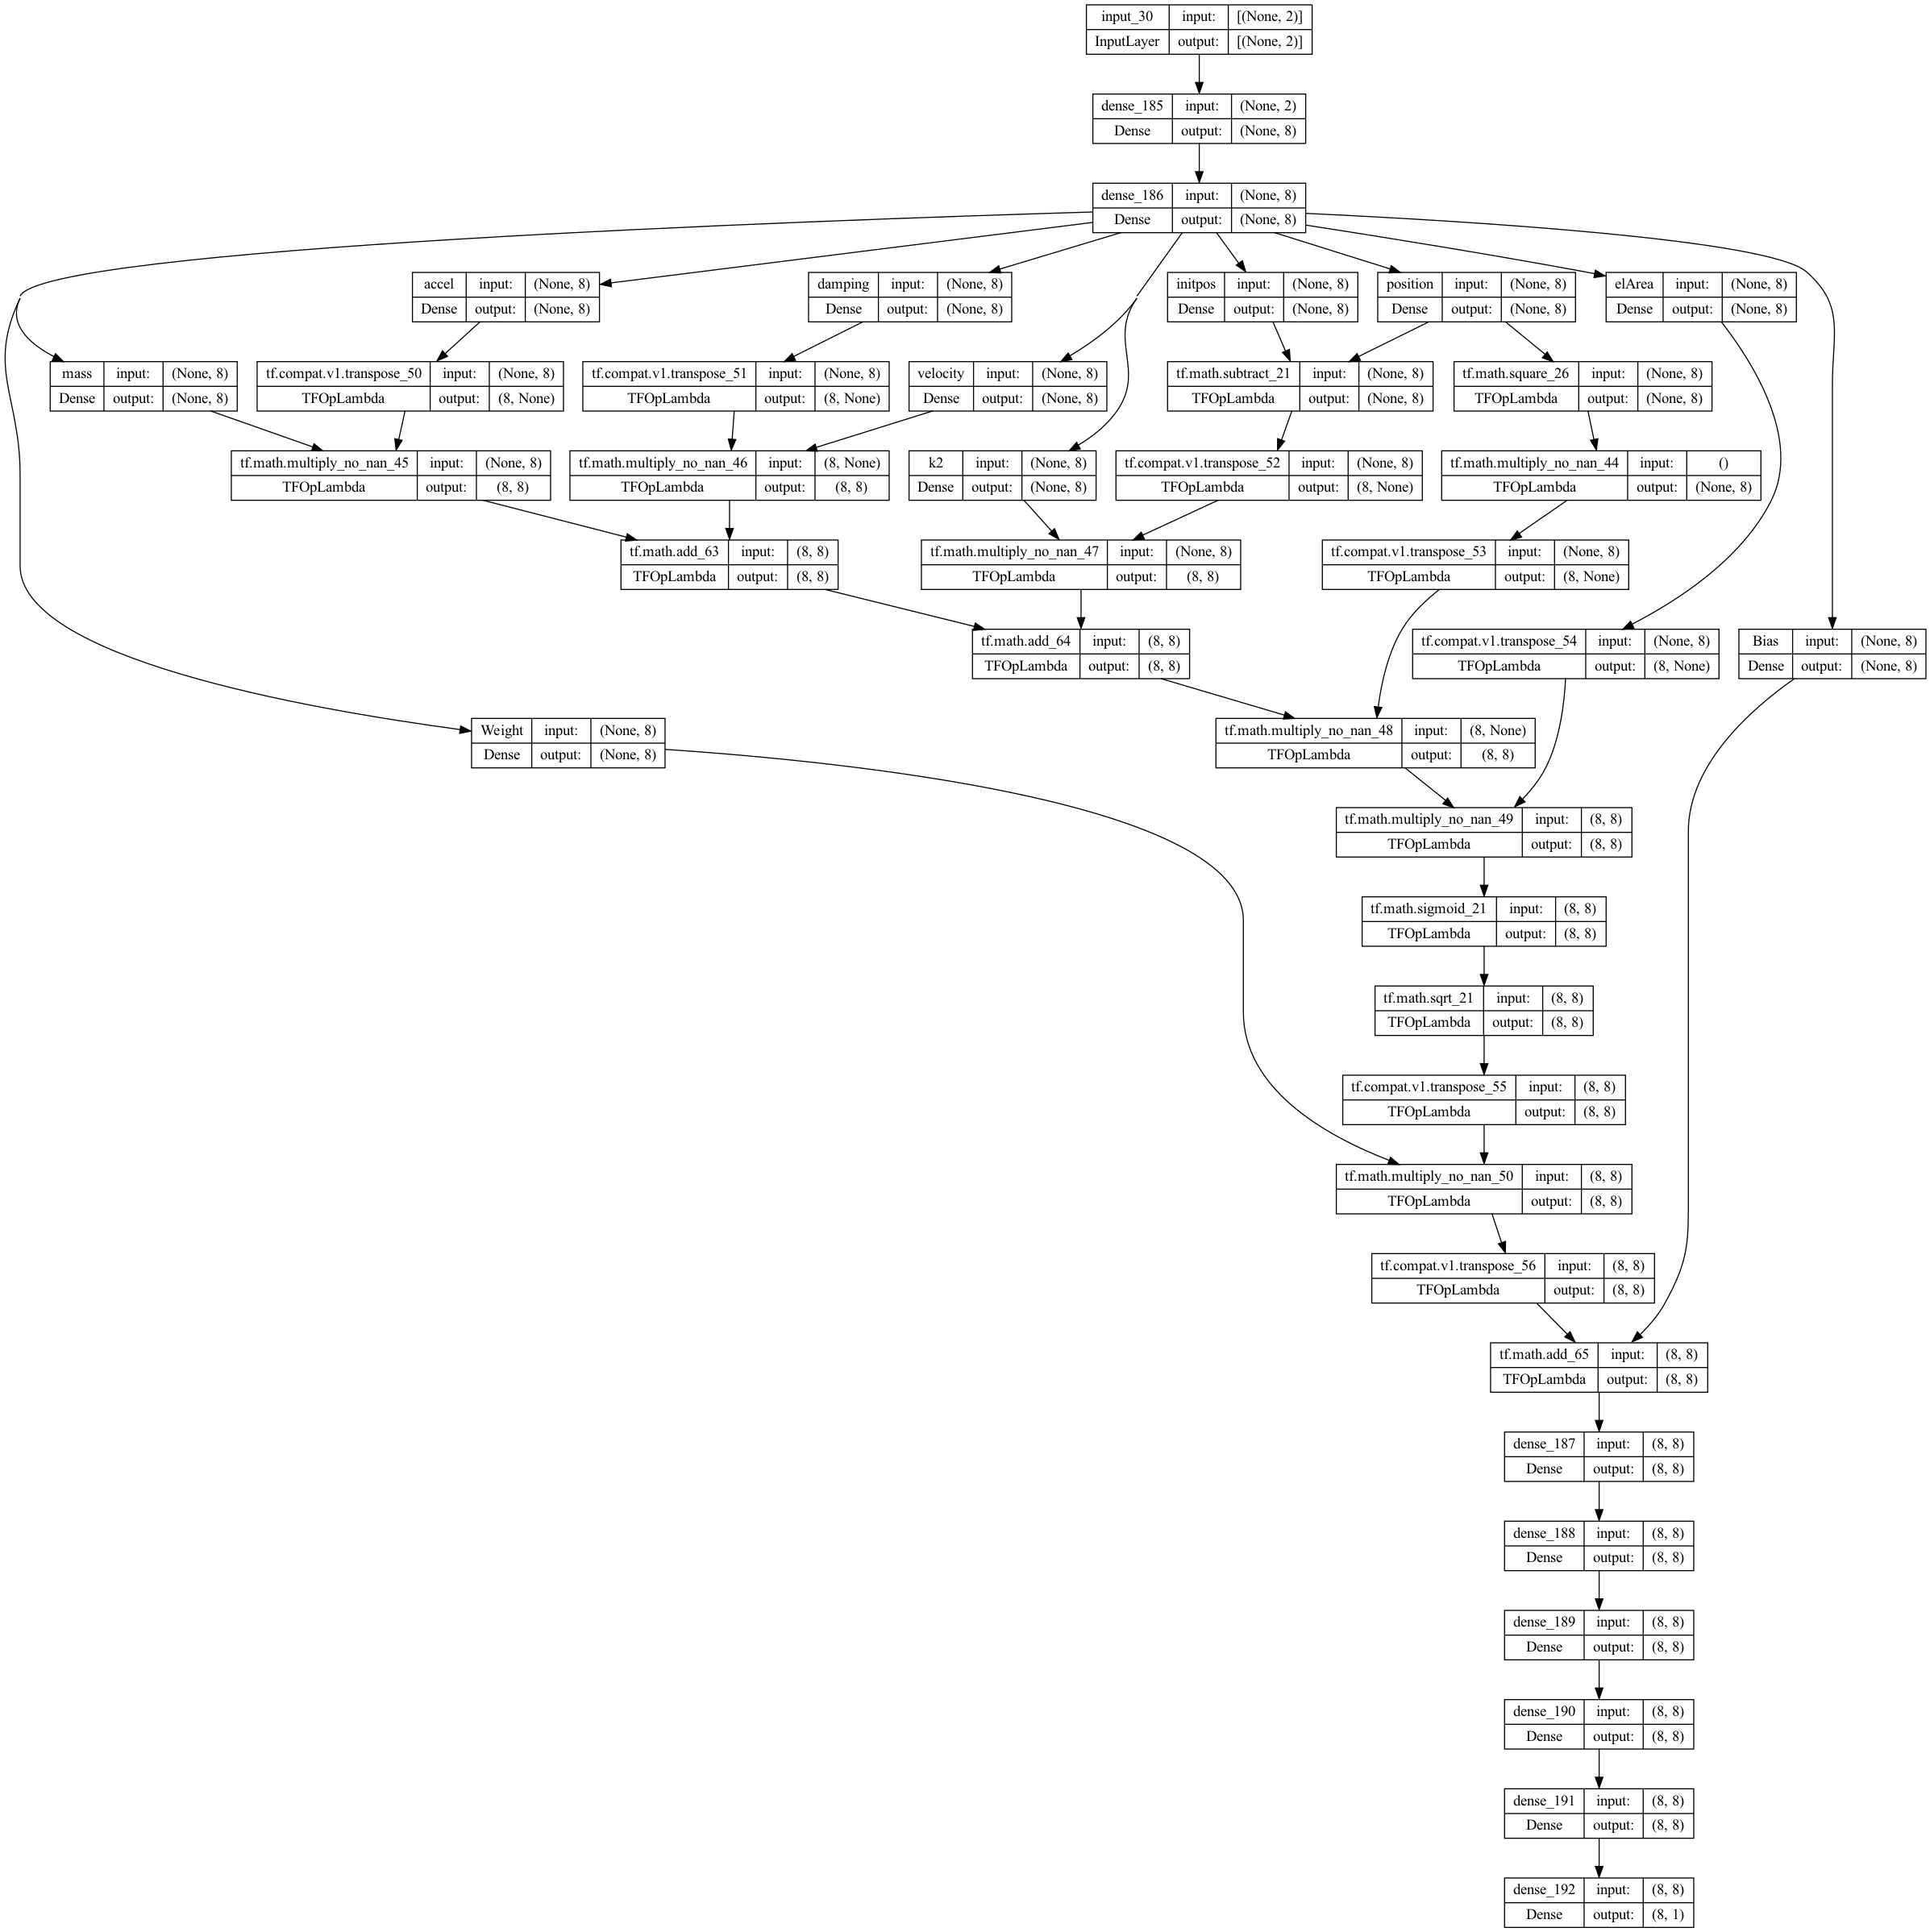 input_30 input: [(None, 2)]
InputLayer output: [(None, 2)]
dense_185 input: (None, 2)
Dense output: (None, 8)
dense_186 input: (None, 8)
Dense output: (None, 8)
accel input: (None, 8)
Dense output: (None, 8)
damping input: (None, 8)
Dense output: (None, 8)
initpos input: (None, 8)
Dense output: (None, 8)
position input: (None, 8)
Dense output: (None, 8)
elArea input: (None, 8)
Dense output: (None, 8)
mass input: (None, 8)
Dense output: (None, 8)
tf.compat.v1.transpose_50 input: (None, 8)
TFOpLambda output: (8, None)
tf.compat.v1.transpose_51 input: (None, 8)
TFOpLambda output: (8, None)
velocity input: (None, 8)
Dense output: (None, 8)
tf.math.subtract_21 input: (None, 8)
TFOpLambda output: (None, 8)
tf.math.square_26 input: (None, 8)
TFOpLambda output: (None, 8)
tf.math.multiply_no_nan_45 input: (None, 8)
TFOpLambda output: (8, 8)
tf.math.multiply_no_nan_46 input: (8, None)
TFOpLambda output: (8, 8)
k2 input: (None, 8)
Dense output: (None, 8)
tf.compat.v1.transpose_52 input: (None, 8)
TFOpLambda output: (8, None)
tf.math.multiply_no_nan_44 input: ()
TFOpLambda output: (None, 8)
tf.math.add_63 input: (8, 8)
TFOpLambda output: (8, 8)
tf.math.multiply_no_nan_47 input: (None, 8)
TFOpLambda output: (8, 8)
tf.compat.v1.transpose_53 input: (None, 8)
TFOpLambda output: (8, None)
tf.math.add_64 input: (8, 8)
TFOpLambda output: (8, 8)
tf.compat.v1.transpose_54 input: (None, 8)
TFOpLambda output: (8, None)
Bias input: (None, 8)
Dense output: (None, 8)
Weight input: (None, 8)
Dense output: (None, 8)
tf.math.multiply_no_nan_48 input: (8, None)
TFOpLambda output: (8, 8)
tf.math.multiply_no_nan_49 input: (8, 8)
TFOpLambda output: (8, 8)
tf.math.sigmoid_21 input: (8, 8)
TFOpLambda output: (8, 8)
tf.math.sqrt_21 input: (8, 8)
TFOpLambda output: (8, 8)
tf.compat.v1.transpose_55 input: (8, 8)
TFOpLambda output: (8, 8)
tf.math.multiply_no_nan_50 input: (8, 8)
TFOpLambda output: (8, 8)
tf.compat.v1.transpose_56 input: (8, 8)
TFOpLambda output: (8, 8)
tf.math.add_65 input: (8, 8)
TFOpLambda output: (8, 8)
dense_187 input: (8, 8)
Dense output: (8, 8)
dense_188 input: (8, 8)
Dense output: (8, 8)
dense_189 input: (8, 8)
Dense output: (8, 8)
dense_190 input: (8, 8)
Dense output: (8, 8)
dense_191 input: (8, 8)
Dense output: (8, 8)
dense_192 input: (8, 8)
Dense output: (8, 1)